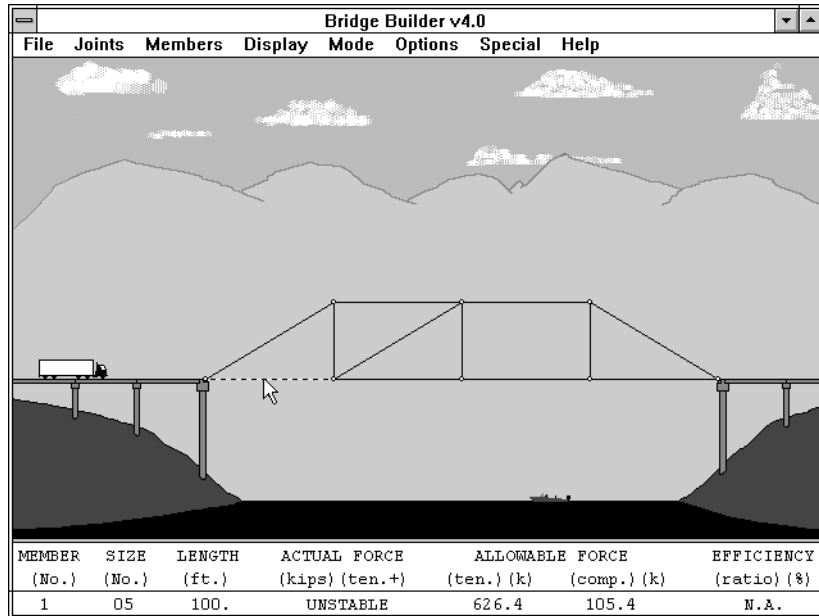 Bridge Builder v4.0
File Joints Members Display Mode Options Special Help
MEMBER SIZE LENGTH ACTUAL FORCE ALLOWABLE FORCE EFFICIENCY
(No.) (No.) (ft.) (kips)(ten.+) (ten.)(k) (comp.)(k) (ratio)(%)
1 05 100. UNSTABLE 626.4 105.4 N.A.